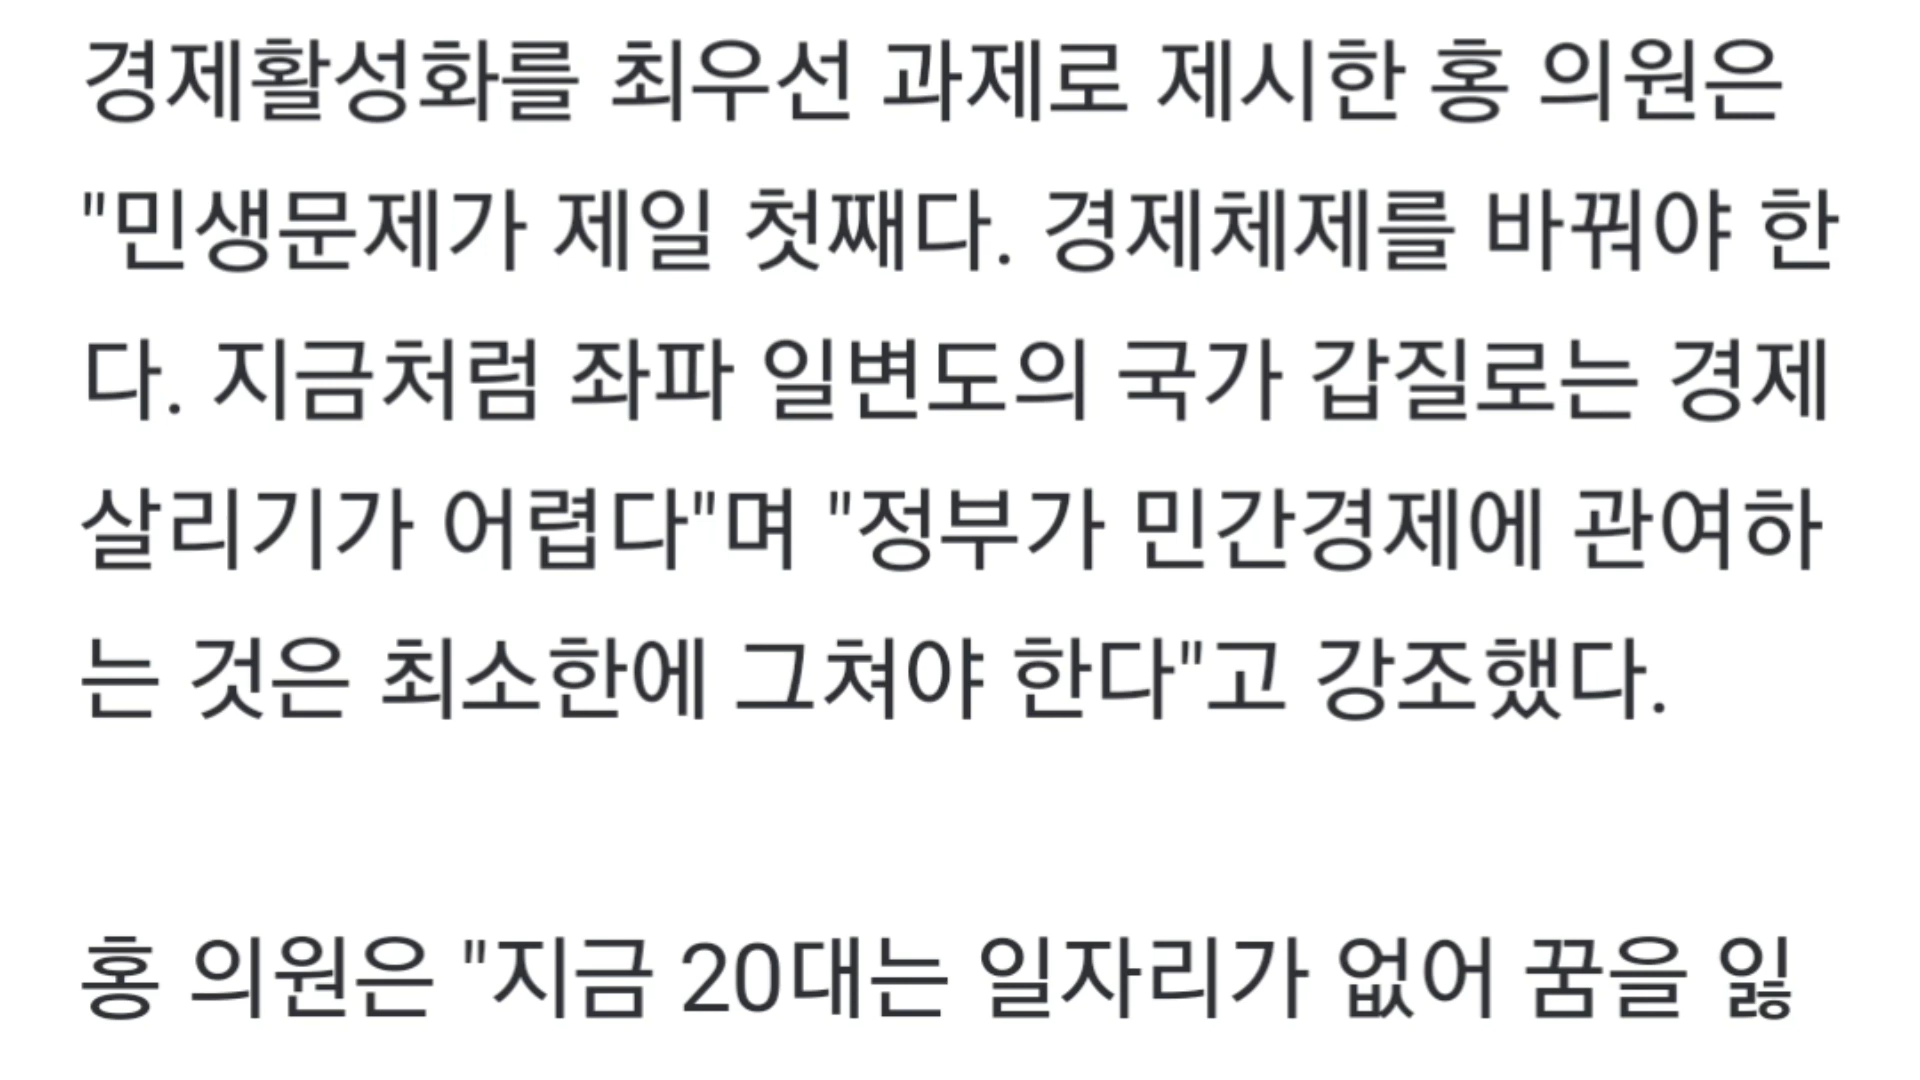 경제활성화를 최우선 과제로 제시한 홍 의원은
"민생문제가 제일 첫째다. 경제체제를 바꿔야 한
다. 지금처럼 좌파 일변도의 국가 갑질로는 경제
살리기가 어렵다"며 "정부가 민간경제에 관여하
는 것은 최소한에 그쳐야 한다"고 강조했다.
홍 의원은 "지금 20대는 일자리가 없어 꿈을 잃